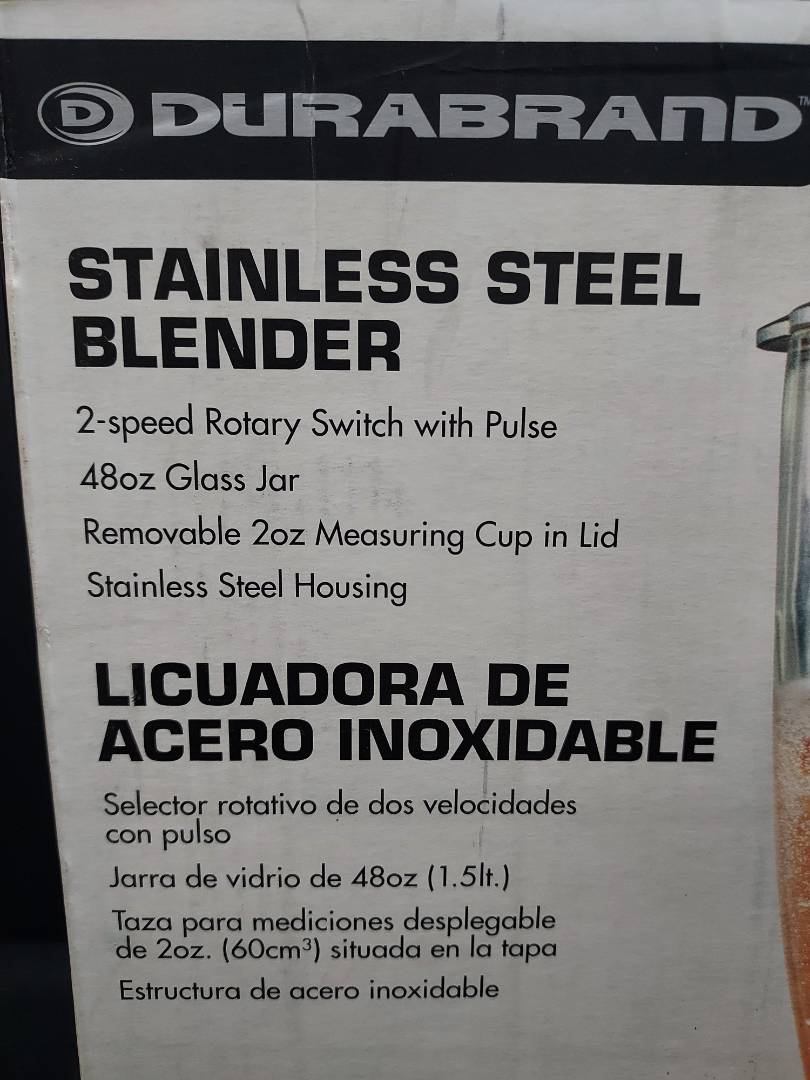 D DURABRAND™
STAINLESS STEEL
BLENDER
2-speed Rotary Switch with Pulse
48oz Glass Jar
Removable 2oz Measuring Cup in Lid
Stainless Steel Housing
LICUADORA DE
ACERO INOXIDABLE
Selector rotativo de dos velocidades
con pulso
Jarra de vidrio de 48oz (1.5lt.)
Taza para mediciones desplegable
de 2oz. (60cm³) situada en la tapa
Estructura de acero inoxidable